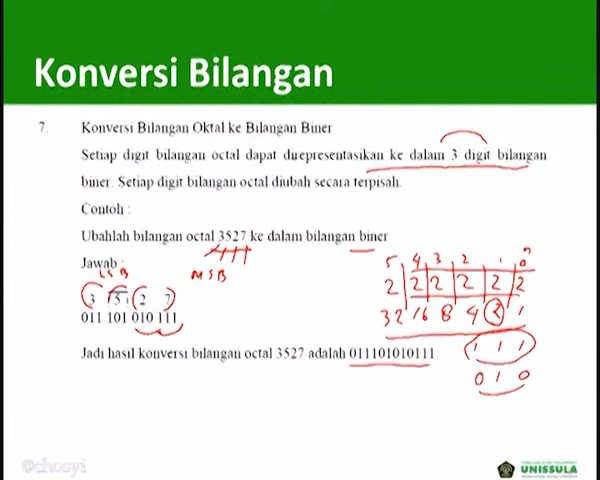 Konversi Bilangan
7. Konversi Bilangan Oktal ke Bilangan Biner
Setiap digit bilangan octal dapat duepresentasikan ke dalam 3 digit bilangan
biner. Setiap digit bilangan octal diubah secara terpisah.
Contoh :
Ubahlah bilangan octal 3527 ke dalam bilangan biner
Jawab :
LSB
MSB
3 5 2 7
011 101 010 111
Jadi hasil konversi bilangan octal 3527 adalah 011101010111
5 4 3 2 1 0
2 2 2 2 2 2
32 16 8 4 2 1
1 1 1
0 1 0
@chosyi
UNISSULA